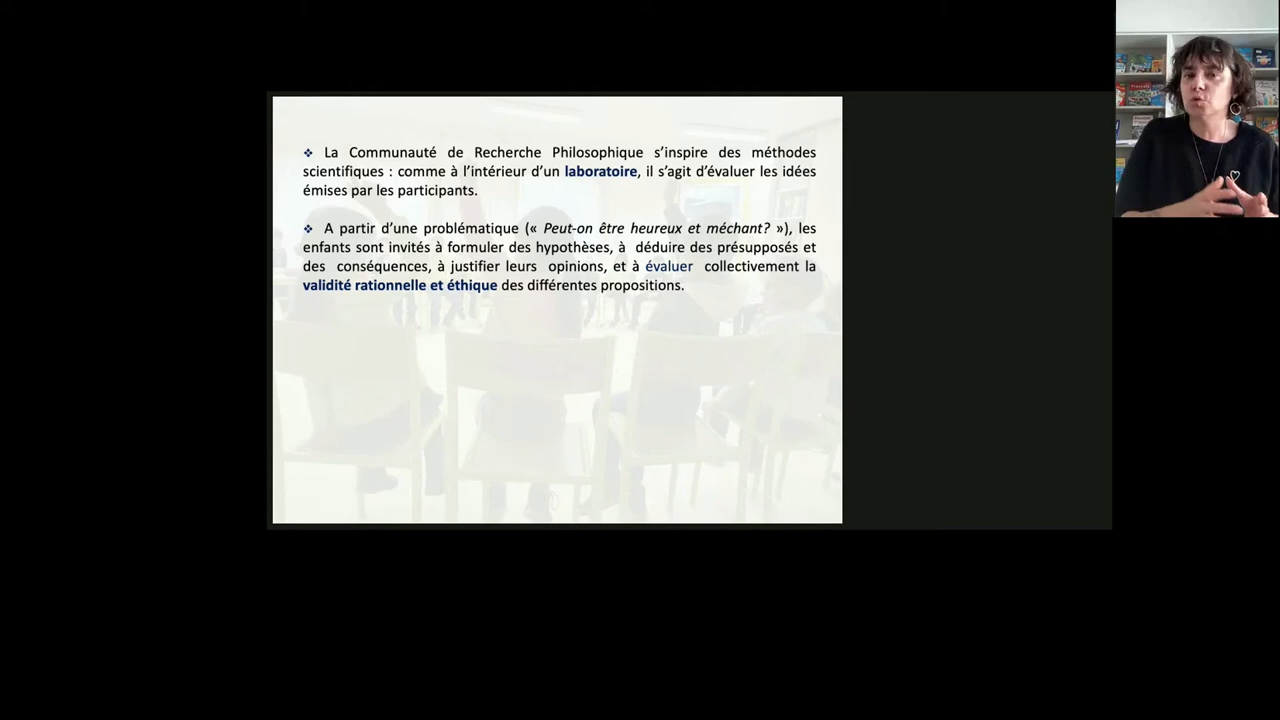 ❖ La Communauté de Recherche Philosophique s’inspire des méthodes
scientifiques : comme à l’intérieur d’un laboratoire, il s’agit d’évaluer les idées
émises par les participants.
❖ A partir d’une problématique (« Peut-on être heureux et méchant? »), les
enfants sont invités à formuler des hypothèses, à déduire des présupposés et
des conséquences, à justifier leurs opinions, et à évaluer collectivement la
validité rationnelle et éthique des différentes propositions.